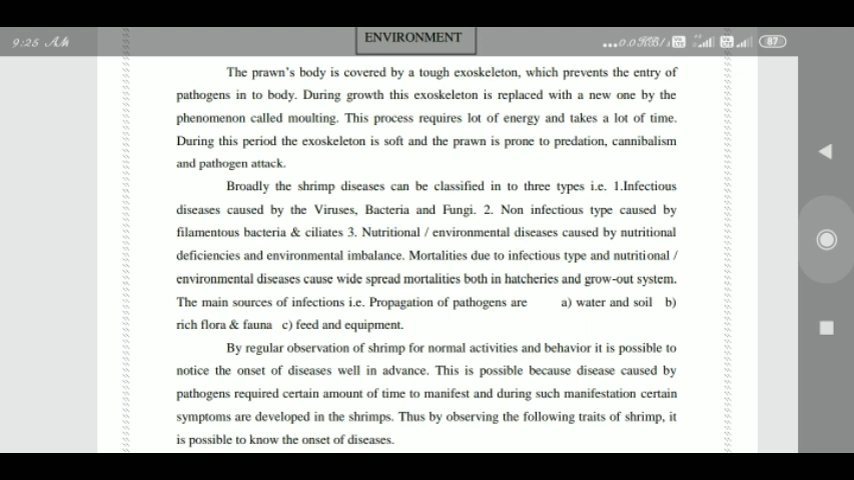 ENVIRONMENT
9:25 AM
...0.0KB/s
87
The prawn's body is covered by a tough exoskeleton, which prevents the entry of
pathogens in to body. During growth this exoskeleton is replaced with a new one by the
phenomenon called moulting. This process requires lot of energy and takes a lot of time.
During this period the exoskeleton is soft and the prawn is prone to predation, cannibalism
and pathogen attack.
Broadly the shrimp diseases can be classified in to three types i.e. 1.Infectious
diseases caused by the Viruses, Bacteria and Fungi. 2. Non infectious type caused by
filamentous bacteria & ciliates 3. Nutritional / environmental diseases caused by nutritional
deficiencies and environmental imbalance. Mortalities due to infectious type and nutritional /
environmental diseases cause wide spread mortalities both in hatcheries and grow-out system.
The main sources of infections i.e. Propagation of pathogens are a) water and soil b)
rich flora & fauna c) feed and equipment.
By regular observation of shrimp for normal activities and behavior it is possible to
notice the onset of diseases well in advance. This is possible because disease caused by
pathogens required certain amount of time to manifest and during such manifestation certain
symptoms are developed in the shrimps. Thus by observing the following traits of shrimp, it
is possible to know the onset of diseases.